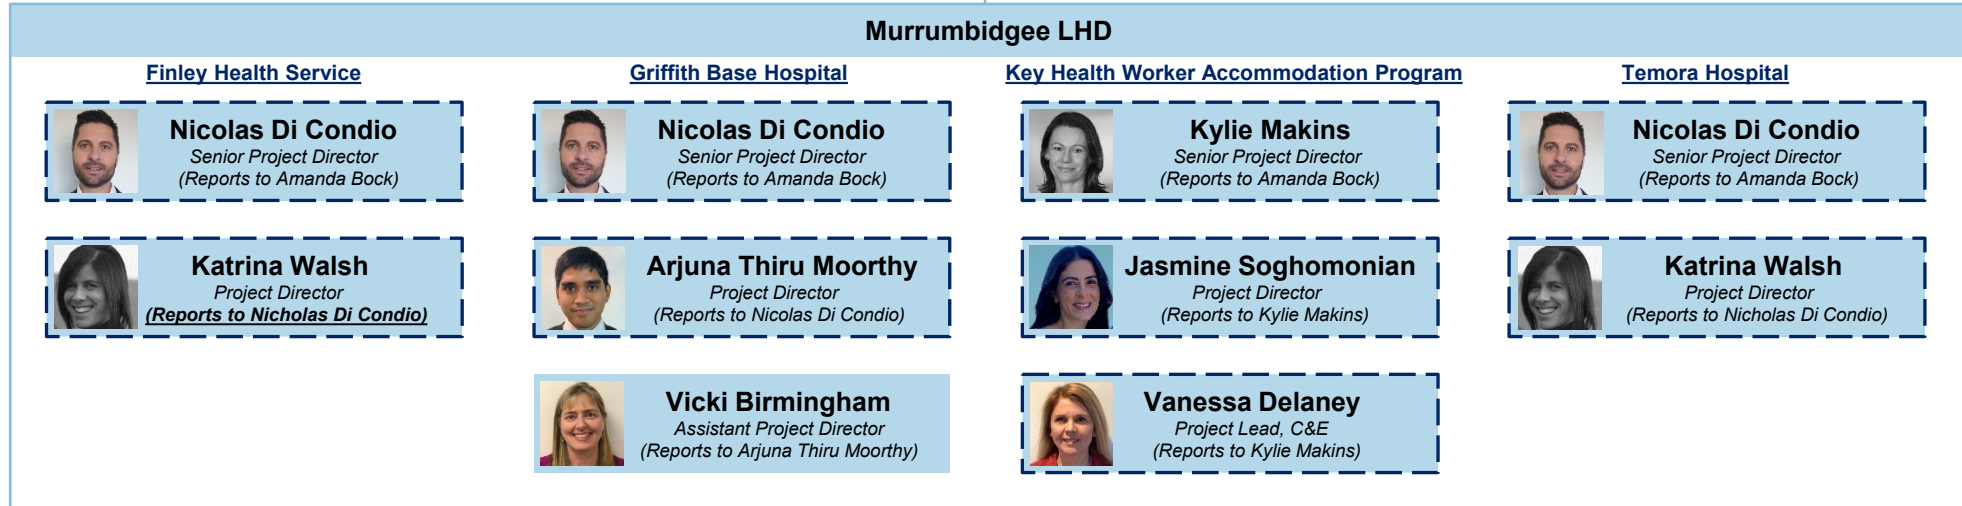 Murrumbidgee LHD
Finley Health Service
Nicolas Di Condio
Senior Project Director
(Reports to Amanda Bock)
Katrina Walsh
Project Director
(Reports to Nicholas Di Condio)
Griffith Base Hospital
Nicolas Di Condio
Senior Project Director
(Reports to Amanda Bock)
Arjuna Thiru Moorthy
Project Director
(Reports to Nicolas Di Condio)
Vicki Birmingham
Assistant Project Director
(Reports to Arjuna Thiru Moorthy)
Key Health Worker Accommodation Program
Kylie Makins
Senior Project Director
(Reports to Amanda Bock)
Jasmine Soghomonian
Project Director
(Reports to Kylie Makins)
Vanessa Delaney
Project Lead, C&E
(Reports to Kylie Makins)
Temora Hospital
Nicolas Di Condio
Senior Project Director
(Reports to Amanda Bock)
Katrina Walsh
Project Director
(Reports to Nicholas Di Condio)